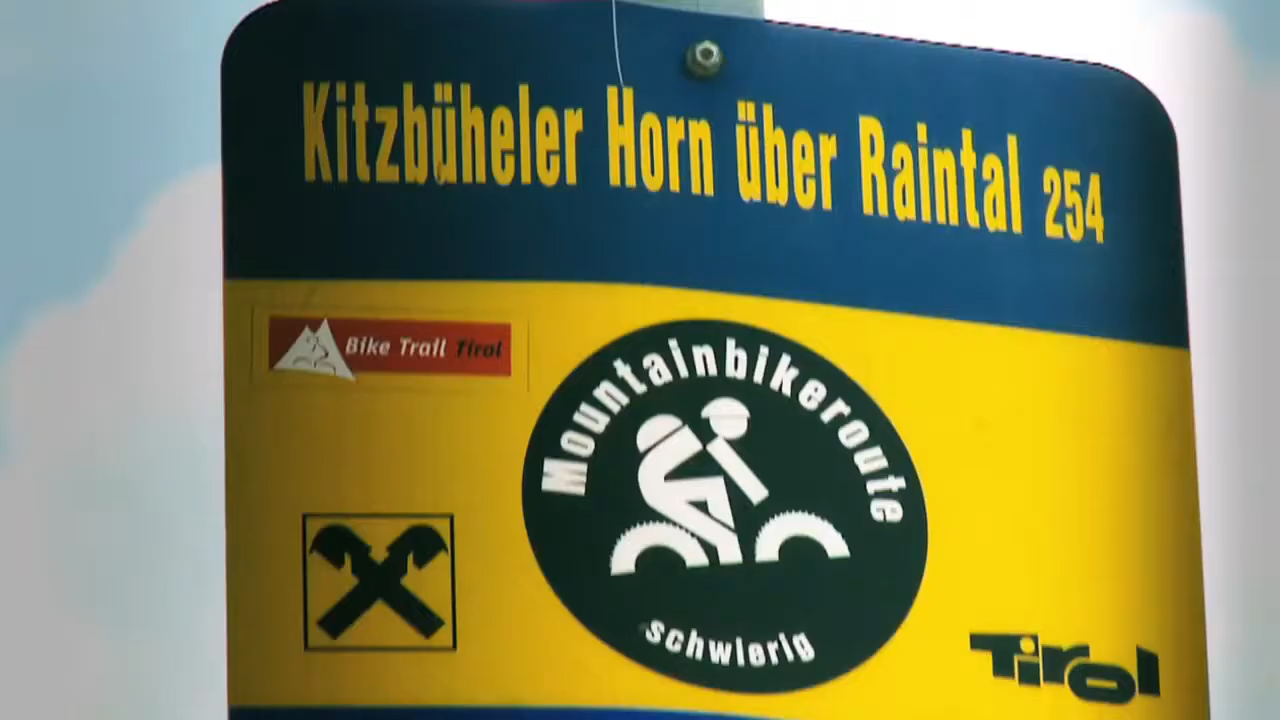 Kitzbüheler Horn über Raintal 254
Bike Trail Tirol
Mountainbikeroute
schwierig
Tirol